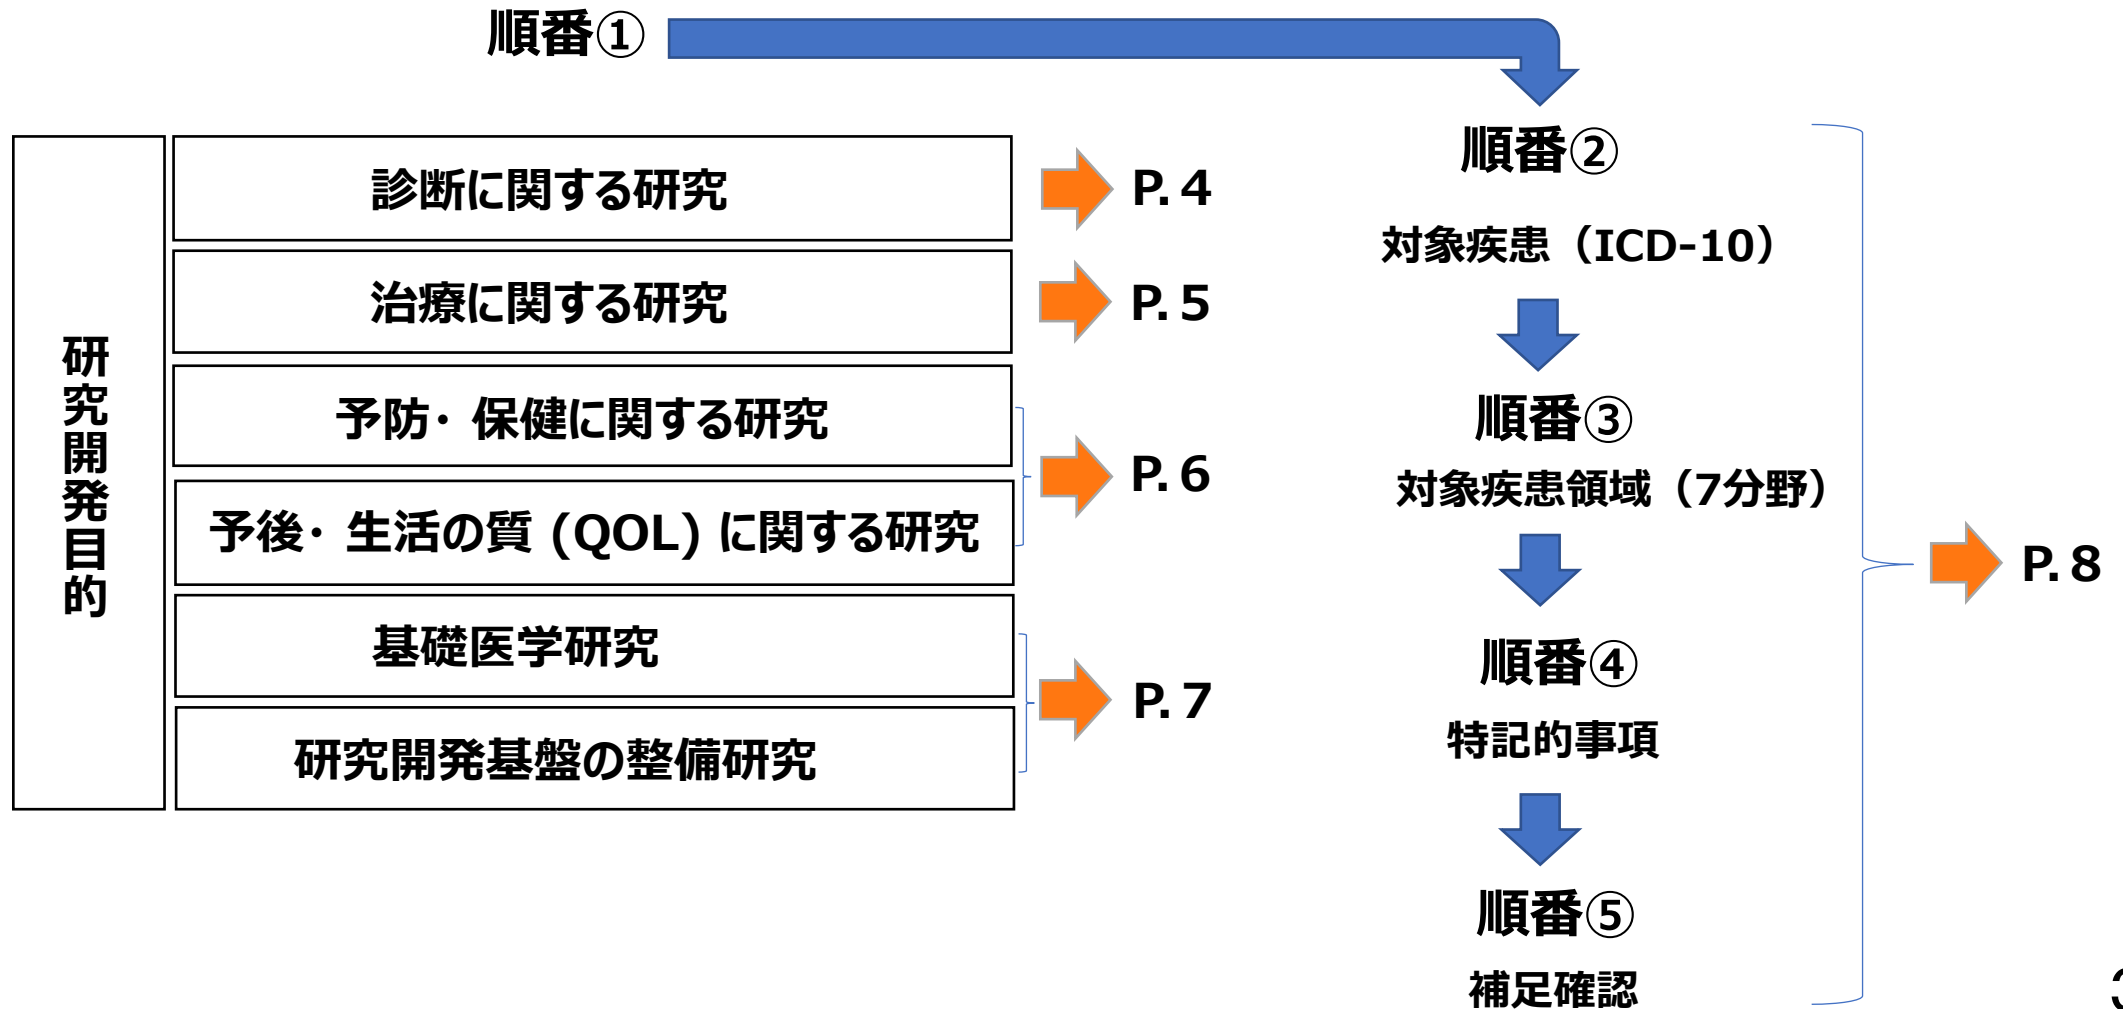 順番①
研究開発目的
診断に関する研究
P.4
治療に関する研究
P.5
予防・保健に関する研究
予後・生活の質 (QOL) に関する研究
P.6
基礎医学研究
研究開発基盤の整備研究
P.7
順番②
対象疾患（ICD-10）
順番③
対象疾患領域（7分野）
順番④
特記的事項
順番⑤
補足確認
P.8